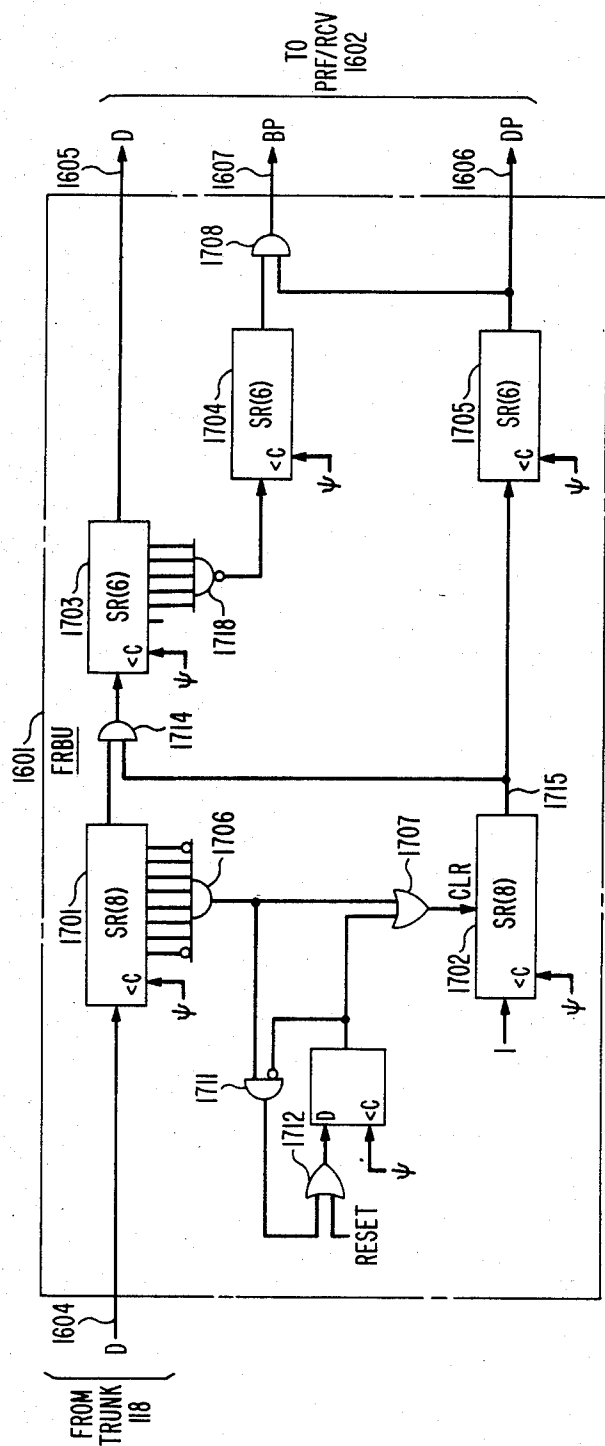 1601
FRBU
FROM
TRUNK
118
D
1604
1701
SR(8)
<C
ψ
1706
1714
1703
SR(6)
<C
ψ
1718
1605
D
TO
PRF/RCV
1602
1704
SR(6)
<C
ψ
1708
1607
BP
1711
1712
RESET
D
<C
ψ
1707
CLR
1702
SR(8)
<C
1
ψ
1715
1705
SR(6)
<C
ψ
1606
DP